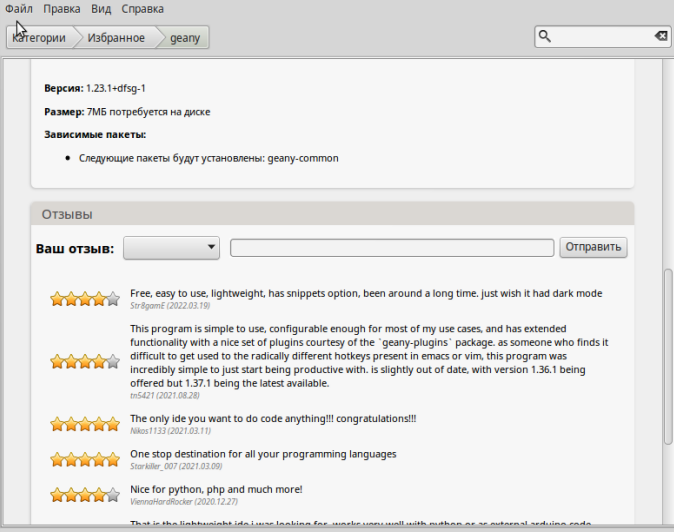 Файл Правка Вид Справка
Категории Избранное geany
Версия: 1.23.1+dfsg-1
Размер: 7МБ потребуется на диске
Зависимые пакеты:
• Следующие пакеты будут установлены: geany-common
Отзывы
Ваш отзыв: Отправить
Free, easy to use, lightweight, has snippets option, been around a long time. just wish it had dark mode
Str8gamE (2022.03.19)
This program is simple to use, configurable enough for most of my use cases, and has extended
functionality with a nice set of plugins courtesy of the `geany-plugins` package. as someone who finds it
difficult to get used to the radically different hotkeys present in emacs or vim, this program was
incredibly simple to just start being productive with. is slightly out of date, with version 1.36.1 being
offered but 1.37.1 being the latest available.
tn5421 (2021.08.28)
The only ide you want to do code anything!!! congratulations!!!
Nikos1133 (2021.03.11)
One stop destination for all your programming languages
Starkiller_007 (2021.03.09)
Nice for python, php and much more!
ViennaHardRocker (2020.12.27)
That is the lightweight ide i was looking for. works very well with python or as external arduino code